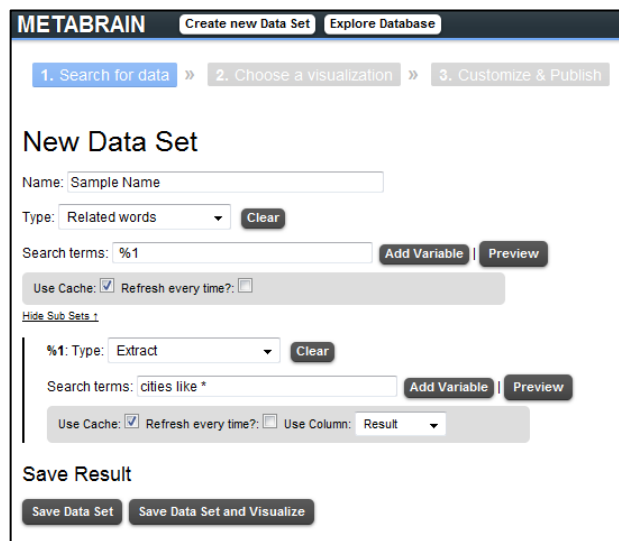 METABRAIN Create new Data Set Explore Database
1. Search for data » 2. Choose a visualization » 3. Customize & Publish
New Data Set
Name: Sample Name
Type: Related words Clear
Search terms: %1 Add Variable | Preview
Use Cache: Refresh every time?:
Hide Sub Sets ↑
%1: Type: Extract Clear
Search terms: cities like * Add Variable | Preview
Use Cache: Refresh every time?: Use Column: Result
Save Result
Save Data Set Save Data Set and Visualize